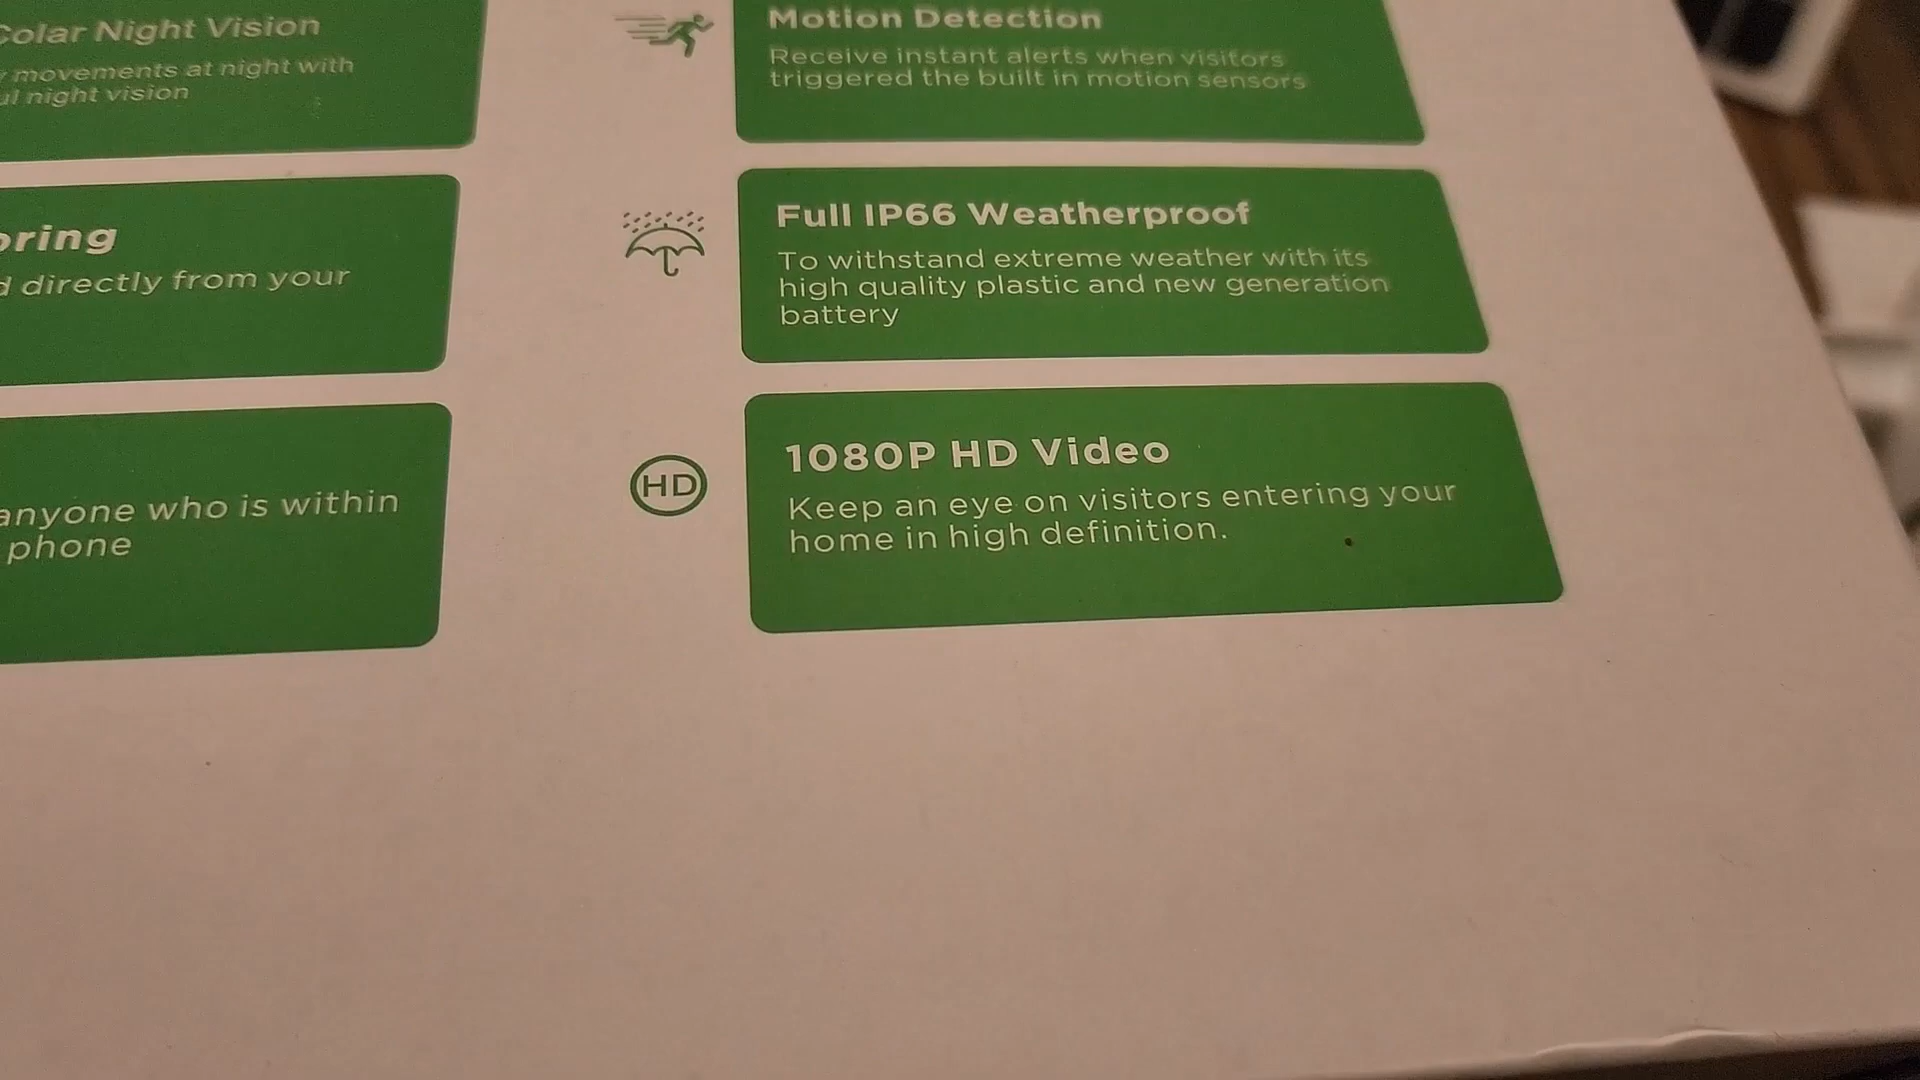 Colar Night Vision
movements at night with
night vision
oring
directly from your
anyone who is within
phone
Motion Detection
Receive instant alerts when visitors
triggered the built in motion sensors
Full IP66 Weatherproof
To withstand extreme weather with its
high quality plastic and new generation
battery
HD
1080P HD Video
Keep an eye on visitors entering your
home in high definition.